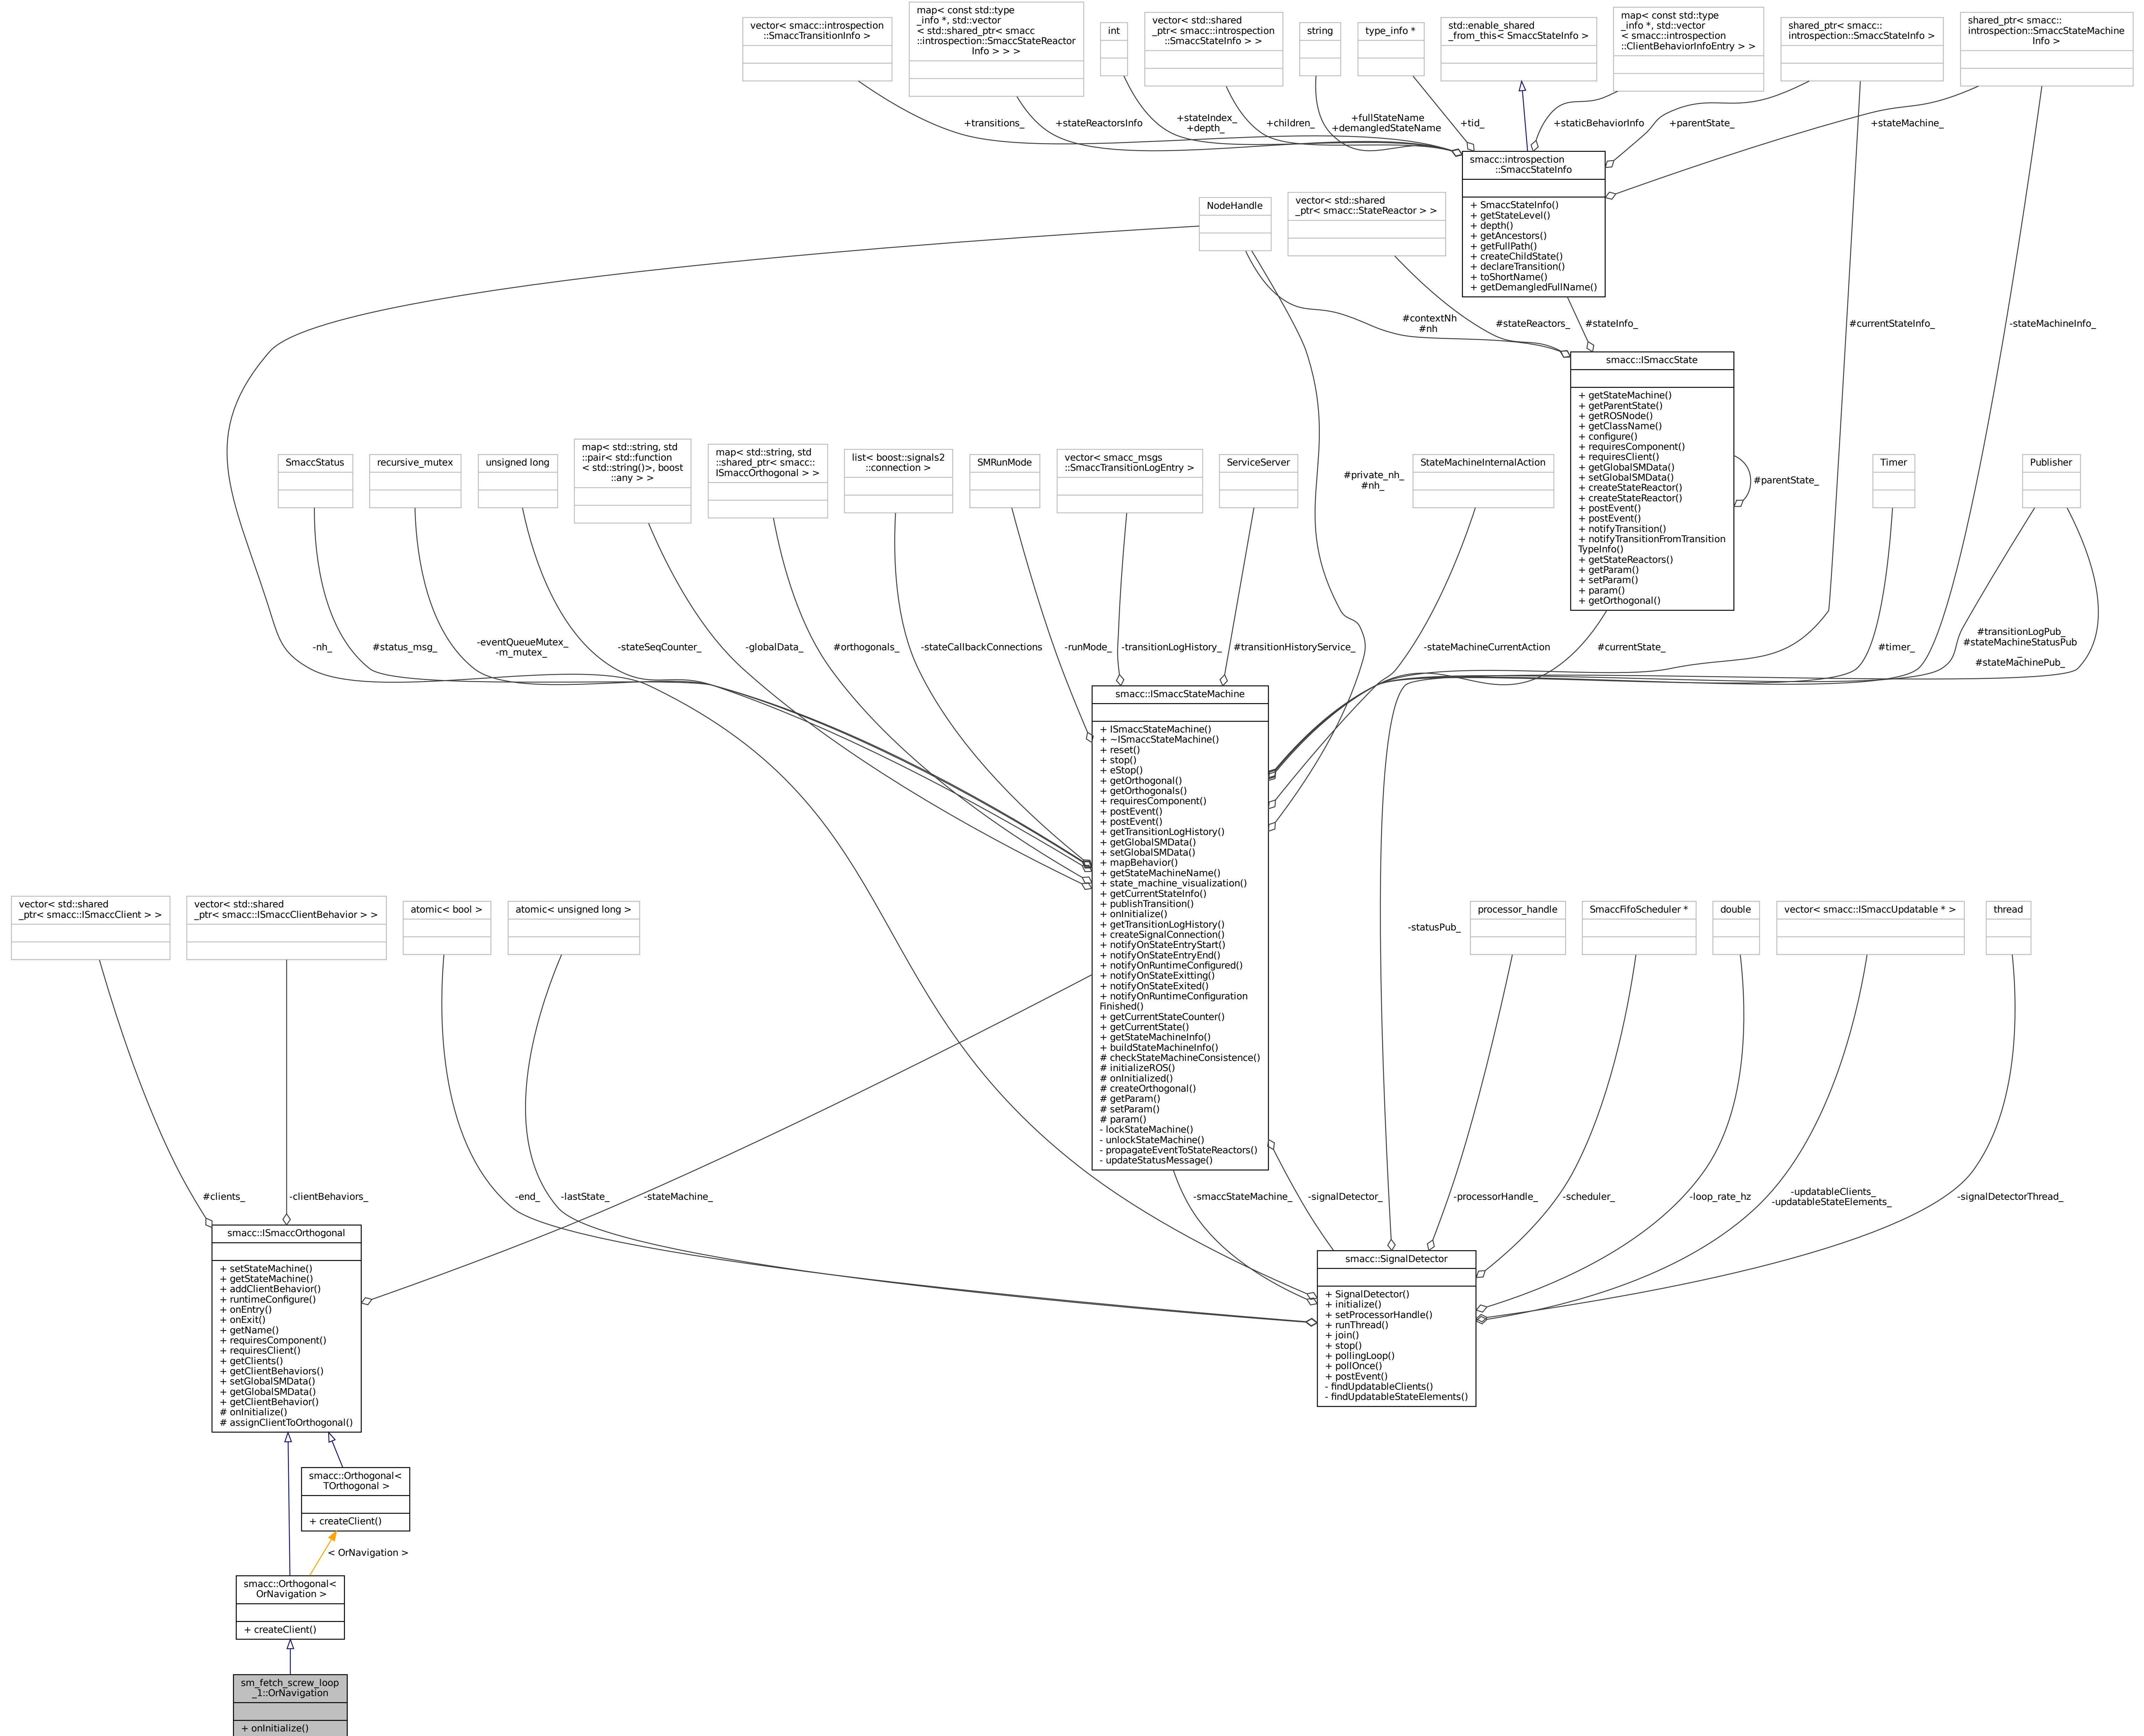 vector< smacc::introspection
::SmaccTransitionInfo >
map< const std::type
_info *, std::vector
< std::shared_ptr< smacc
::introspection::SmaccStateReactor
Info > > >
int
vector< std::shared
_ptr< smacc::introspection
::SmaccStateInfo > >
string
type_info *
std::enable_shared
_from_this< SmaccStateInfo >
map< const std::type
_info *, std::vector
< smacc::introspection
::ClientBehaviorInfoEntry > >
shared_ptr< smacc::
introspection::SmaccStateInfo >
shared_ptr< smacc::
introspection::SmaccStateMachine
Info >
+transitions_
+stateReactorsInfo
+stateIndex_
+depth_
+children_
+fullStateName
+demangledStateName
+tid_
+staticBehaviorInfo
+parentState_
+stateMachine_
smacc::introspection
::SmaccStateInfo
+ SmaccStateInfo()
+ getStateLevel()
+ depth()
+ getAncestors()
+ getFullPath()
+ createChildState()
+ declareTransition()
+ toShortName()
+ getDemangledFullName()
NodeHandle
vector< std::shared
_ptr< smacc::StateReactor > >
#contextNh
#nh
#stateReactors_
#stateInfo_
#currentStateInfo_
-stateMachineInfo_
smacc::ISmaccState
+ getStateMachine()
+ getParentState()
+ getROSNode()
+ getClassName()
+ configure()
+ requiresComponent()
+ requiresClient()
+ getGlobalSMData()
+ setGlobalSMData()
+ createStateReactor()
+ createStateReactor()
+ postEvent()
+ postEvent()
+ notifyTransition()
+ notifyTransitionFromTransition
TypeInfo()
+ getStateReactors()
+ getParam()
+ setParam()
+ param()
+ getOrthogonal()
#parentState_
SmaccStatus
recursive_mutex
unsigned long
map< std::string, std
::pair< std::function
< std::string()>, boost
::any > >
map< std::string, std
::shared_ptr< smacc::
ISmaccOrthogonal > >
list< boost::signals2
::connection >
SMRunMode
vector< smacc_msgs
::SmaccTransitionLogEntry >
ServiceServer
#private_nh_
#nh_
StateMachineInternalAction
Timer
Publisher
-nh_
#status_msg_
-eventQueueMutex_
-m_mutex_
-stateSeqCounter_
-globalData_
#orthogonals_
-stateCallbackConnections
-runMode_
-transitionLogHistory_
#transitionHistoryService_
-stateMachineCurrentAction
#currentState_
#timer_
#transitionLogPub_
#stateMachineStatusPub
_
#stateMachinePub_
smacc::ISmaccStateMachine
+ ISmaccStateMachine()
+ ~ISmaccStateMachine()
+ reset()
+ stop()
+ eStop()
+ getOrthogonal()
+ getOrthogonals()
+ requiresComponent()
+ postEvent()
+ postEvent()
+ getTransitionLogHistory()
+ getGlobalSMData()
+ setGlobalSMData()
+ mapBehavior()
+ getStateMachineName()
+ state_machine_visualization()
+ getCurrentStateInfo()
+ publishTransition()
+ onInitialize()
+ getTransitionLogHistory()
+ createSignalConnection()
+ notifyOnStateEntryStart()
+ notifyOnStateEntryEnd()
+ notifyOnRuntimeConfigured()
+ notifyOnStateExitting()
+ notifyOnStateExited()
+ notifyOnRuntimeConfiguration
Finished()
+ getCurrentStateCounter()
+ getCurrentState()
+ getStateMachineInfo()
+ buildStateMachineInfo()
# checkStateMachineConsistence()
# initializeROS()
# onInitialized()
# createOrthogonal()
# getParam()
# setParam()
# param()
- lockStateMachine()
- unlockStateMachine()
- propagateEventToStateReactors()
- updateStatusMessage()
vector< std::shared
_ptr< smacc::ISmaccClient > >
vector< std::shared
_ptr< smacc::ISmaccClientBehavior > >
atomic< bool >
atomic< unsigned long >
-statusPub_
processor_handle
SmaccFifoScheduler *
double
vector< smacc::ISmaccUpdatable * >
thread
#clients_
-clientBehaviors_
-end_
-lastState_
-stateMachine_
-smaccStateMachine_
-signalDetector_
-processorHandle_
-scheduler_
-loop_rate_hz
-updatableClients_
-updatableStateElements_
-signalDetectorThread_
smacc::ISmaccOrthogonal
+ setStateMachine()
+ getStateMachine()
+ addClientBehavior()
+ runtimeConfigure()
+ onEntry()
+ onExit()
+ getName()
+ requiresComponent()
+ requiresClient()
+ getClients()
+ getClientBehaviors()
+ setGlobalSMData()
+ getGlobalSMData()
+ getClientBehavior()
# onInitialize()
# assignClientToOrthogonal()
smacc::SignalDetector
+ SignalDetector()
+ initialize()
+ setProcessorHandle()
+ runThread()
+ join()
+ stop()
+ pollingLoop()
+ pollOnce()
+ postEvent()
- findUpdatableClients()
- findUpdatableStateElements()
smacc::Orthogonal<
TOrthogonal >
+ createClient()
< OrNavigation >
smacc::Orthogonal<
OrNavigation >
+ createClient()
sm_fetch_screw_loop
_1::OrNavigation
+ onInitialize()